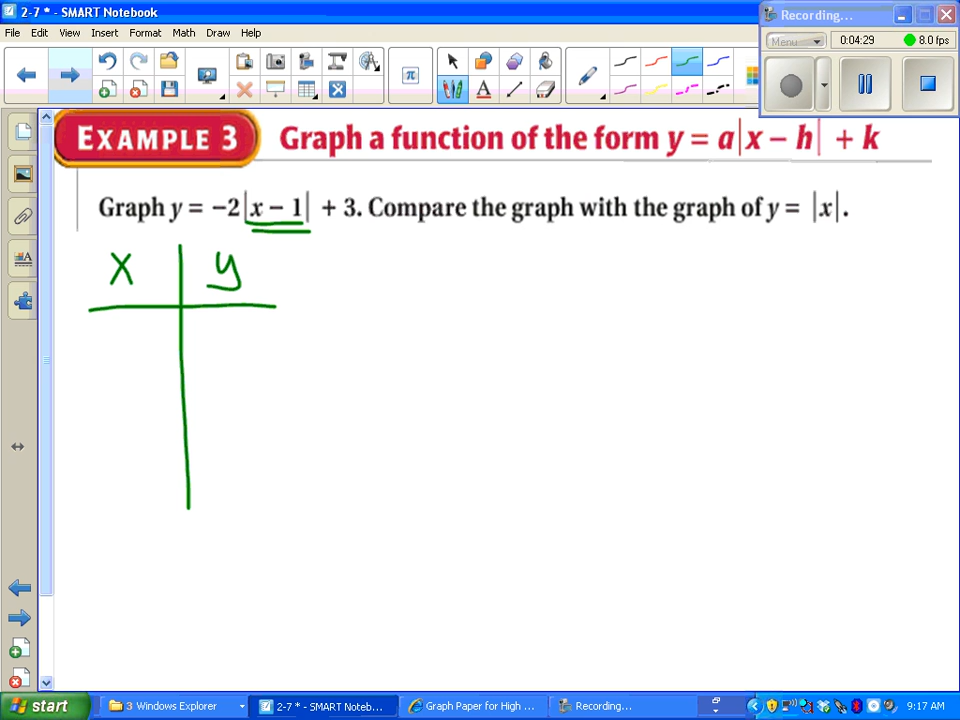 2-7 * - SMART Notebook
File Edit View Insert Format Math Draw Help
Recording...
Menu
0:04:29
8.0 fps
EXAMPLE 3 Graph a function of the form y = a|x − h| + k
Graph y = −2|x − 1| + 3. Compare the graph with the graph of y = |x|.
x y
start
3 Windows Explorer
2-7 * - SMART Noteb...
Graph Paper for High ...
Recording...
9:17 AM